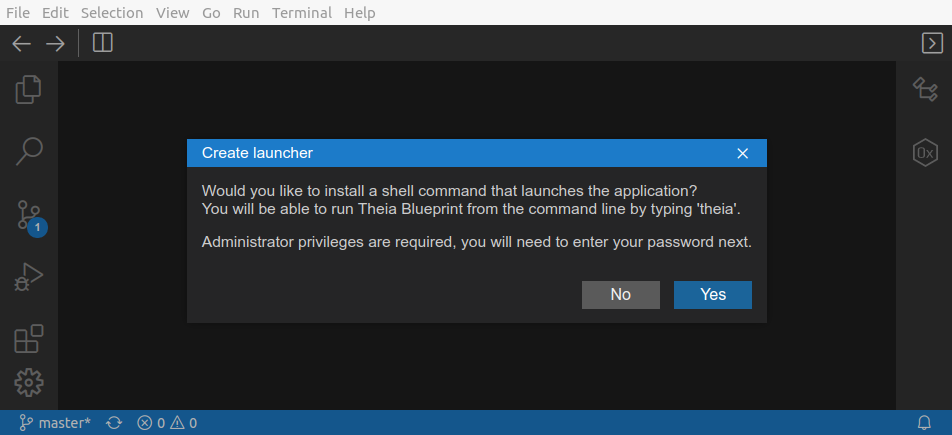 File Edit Selection View Go Run Terminal Help
Create launcher
Would you like to install a shell command that launches the application?
You will be able to run Theia Blueprint from the command line by typing 'theia'.
Administrator privileges are required, you will need to enter your password next.
No Yes
1
0x
master* 0 0